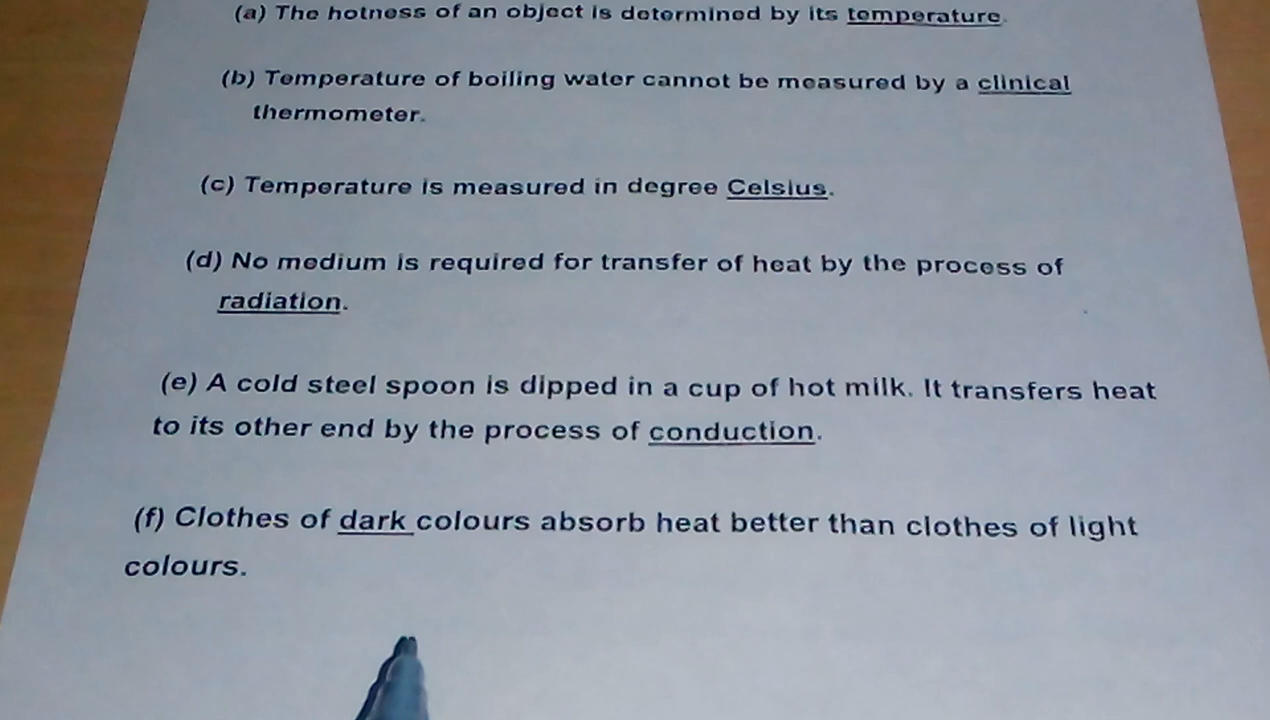 (a) The hotness of an object is determined by its temperature.
(b) Temperature of boiling water cannot be measured by a clinical
thermometer.
(c) Temperature is measured in degree Celsius.
(d) No medium is required for transfer of heat by the process of
radiation.
(e) A cold steel spoon is dipped in a cup of hot milk. It transfers heat
to its other end by the process of conduction.
(f) Clothes of dark colours absorb heat better than clothes of light
colours.